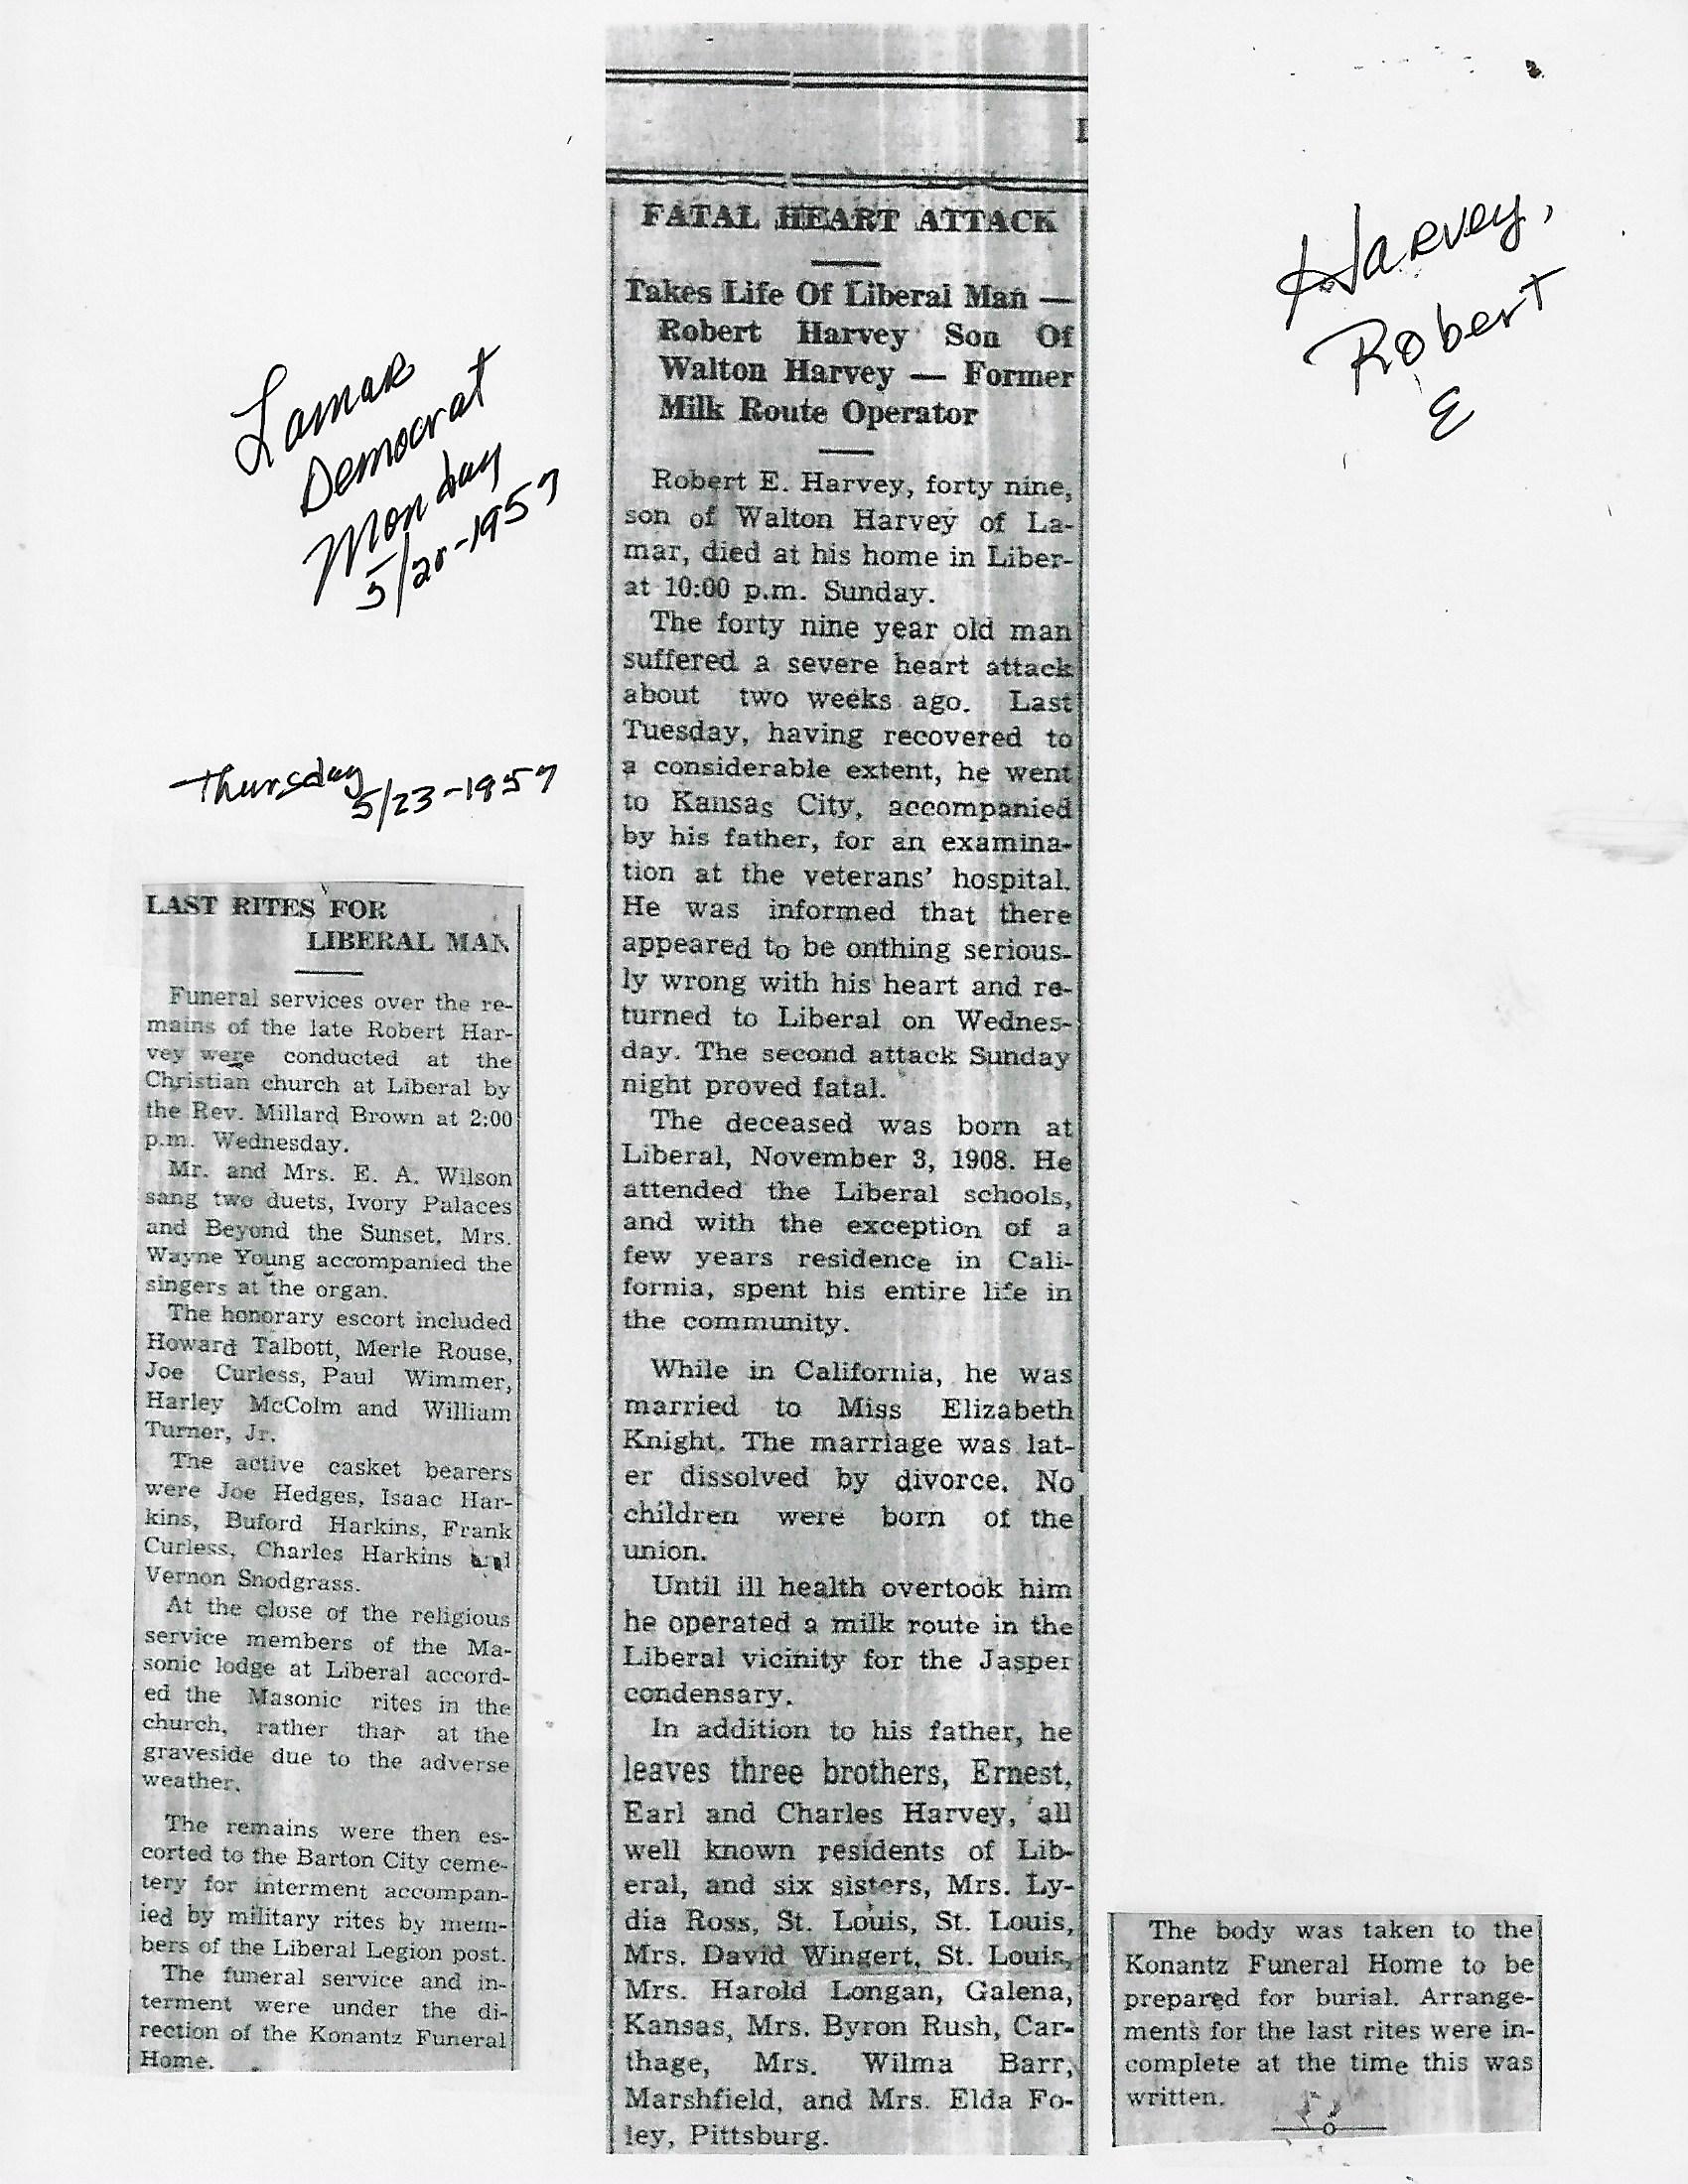 Harvey,
Robert
E
Lamar
Democrat
Monday
5/20-1957
FATAL HEART ATTACK
Takes Life Of Liberal Man —
Robert Harvey Son Of
Walton Harvey — Former
Milk Route Operator
Robert E. Harvey, forty nine,
son of Walton Harvey of La-
mar, died at his home in Liber-
at 10:00 p.m. Sunday.
The forty nine year old man
suffered a severe heart attack
about two weeks ago. Last
Tuesday, having recovered to
a considerable extent, he went
to Kansas City, accompanied
by his father, for an examina-
tion at the veterans' hospital.
He was informed that there
appeared to be onthing serious-
ly wrong with his heart and re-
turned to Liberal on Wednes-
day. The second attack Sunday
night proved fatal.
The deceased was born at
Liberal, November 3, 1908. He
attended the Liberal schools,
and with the exception of a
few years residence in Cali-
fornia, spent his entire life in
the community.
While in California, he was
married to Miss Elizabeth
Knight. The marriage was lat-
er dissolved by divorce. No
children were born of the
union.
Until ill health overtook him
he operated a milk route in the
Liberal vicinity for the Jasper
condensary.
In addition to his father, he
leaves three brothers, Ernest,
Earl and Charles Harvey, all
well known residents of Lib-
eral, and six sisters, Mrs. Ly-
dia Ross, St. Louis, St. Louis,
Mrs. David Wingert, St. Louis,
Mrs. Harold Longan, Galena,
Kansas, Mrs. Byron Rush, Car-
thage, Mrs. Wilma Barr,
Marshfield, and Mrs. Elda Fo-
ley, Pittsburg.
The body was taken to the
Konantz Funeral Home to be
prepared for burial. Arrange-
ments for the last rites were in-
complete at the time this was
written.
Thursday
5/23-1957
LAST RITES FOR
LIBERAL MAN
Funeral services over the re-
mains of the late Robert Har-
vey were conducted at the
Christian church at Liberal by
the Rev. Millard Brown at 2:00
p.m. Wednesday.
Mr. and Mrs. E. A. Wilson
sang two duets, Ivory Palaces
and Beyond the Sunset. Mrs.
Wayne Young accompanied the
singers at the organ.
The honorary escort included
Howard Talbott, Merle Rouse,
Joe Curless, Paul Wimmer,
Harley McColm and William
Turner, Jr.
The active casket bearers
were Joe Hedges, Isaac Har-
kins, Buford Harkins, Frank
Curless, Charles Harkins and
Vernon Snodgrass.
At the close of the religious
service members of the Ma-
sonic lodge at Liberal accord-
ed the Masonic rites in the
church, rather than at the
graveside due to the adverse
weather.
The remains were then es-
corted to the Barton City ceme-
tery for interment accompan-
ied by military rites by mem-
bers of the Liberal Legion post.
The funeral service and in-
terment were under the di-
rection of the Konantz Funeral
Home.